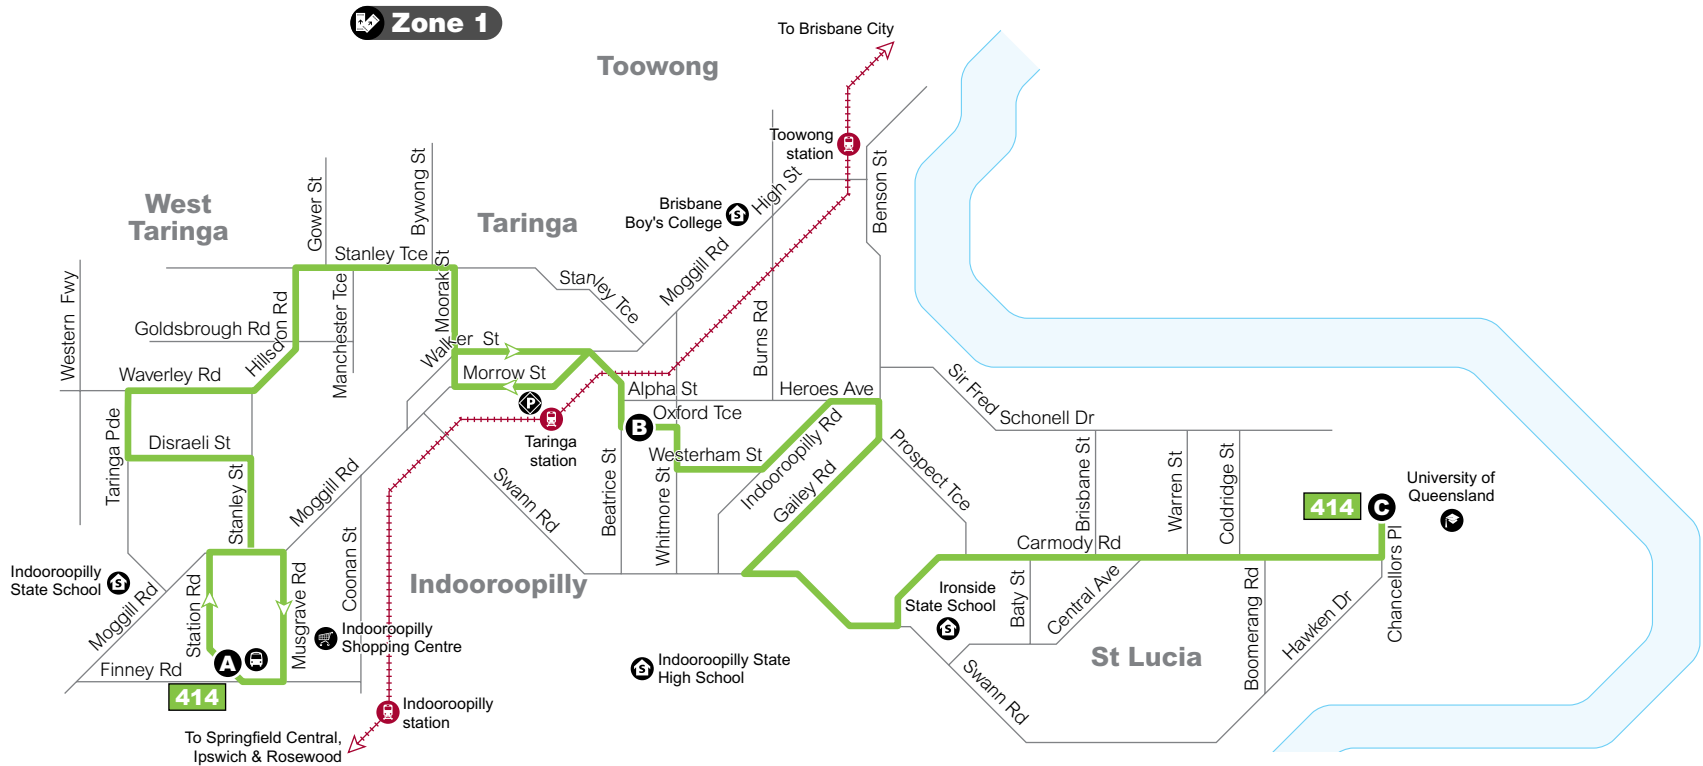 Zone 1
To Brisbane City
Toowong
Toowong
station
High St
Benson St
Brisbane
Boy's College
Moggill Rd
West
Taringa
Taringa
Gower St
Bywong St
Stanley Tce
Stanley Tce
Moorak St
Manchester Tce
Western Fwy
Goldsbrough Rd
Hillsdon Rd
Walker St
Morrow St
Waverley Rd
P
Burns Rd
Alpha St
Heroes Ave
Oxford Tce
Sir Fred
Schonell Dr
Taringa
station
B
Taringa Pde
Disraeli St
Westerham St
Indooroopilly Rd
Gailey Rd
Prospect Tce
Stanley St
Moggill Rd
Swann Rd
Beatrice St
Whitmore St
Brisbane St
Warren St
Coldridge St
University of
Queensland
414
C
Carmody Rd
Chancellors Pl
Coonan St
Indooroopilly
Indooroopilly
State School
S
S
S
S
Moggill Rd
Station Rd
Musgrave Rd
Ironside
State School
Baty St
Central Ave
Boomerang Rd
Hawken Dr
Indooroopilly
Shopping Centre
A
Finney Rd
414
Indooroopilly State
High School
St Lucia
Swann Rd
Indooroopilly
station
To Springfield Central,
Ipswich & Rosewood